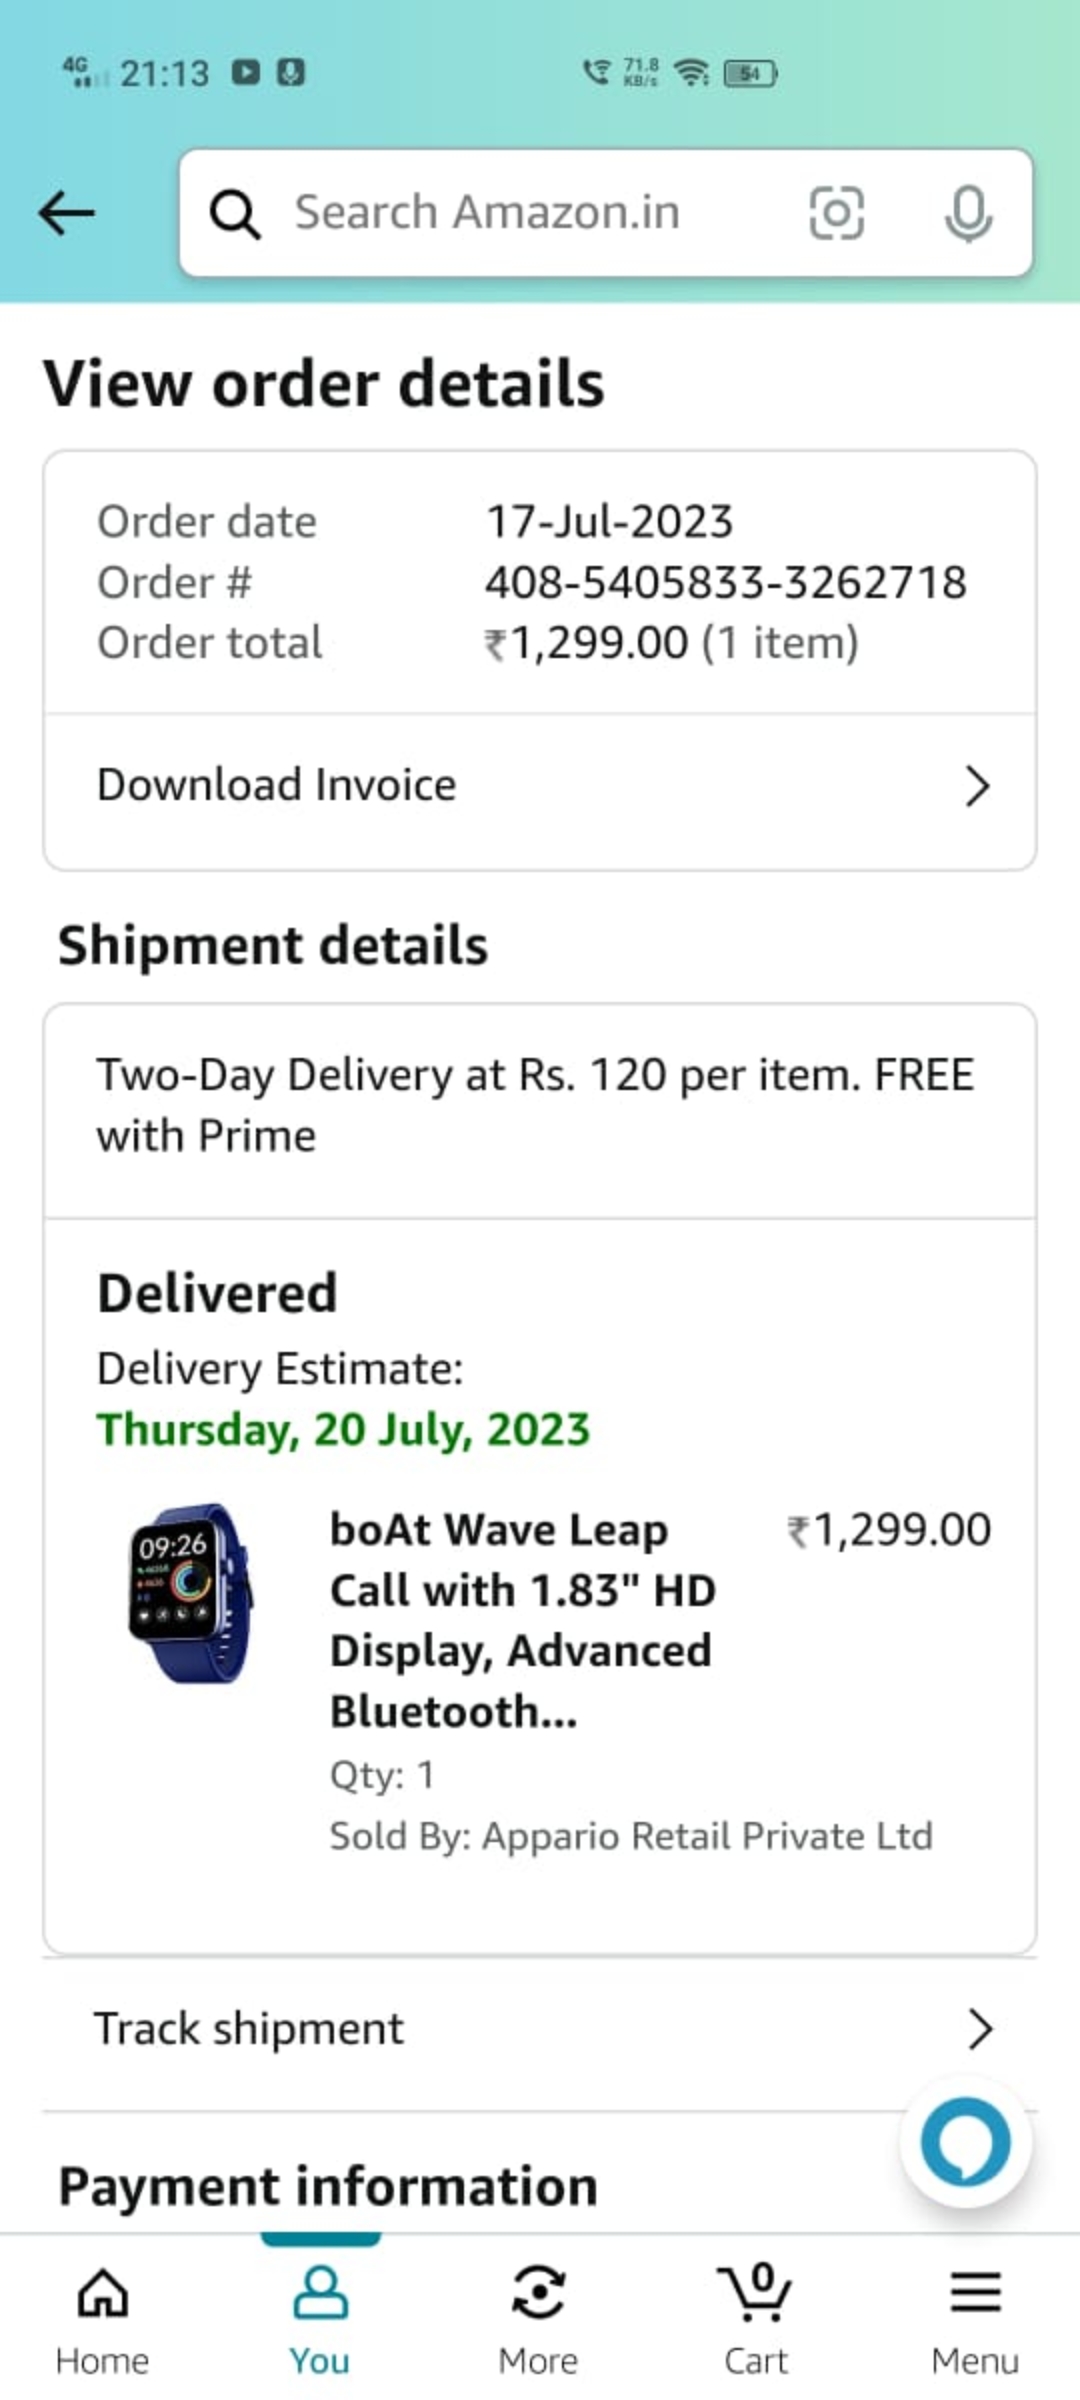 4G 21:13 71.8 KB/s 54
Search Amazon.in
View order details
Order date 17-Jul-2023
Order # 408-5405833-3262718
Order total ₹1,299.00 (1 item)
Download Invoice
Shipment details
Two-Day Delivery at Rs. 120 per item. FREE
with Prime
Delivered
Delivery Estimate:
Thursday, 20 July, 2023
09:26
boAt Wave Leap ₹1,299.00
Call with 1.83" HD
Display, Advanced
Bluetooth...
Qty: 1
Sold By: Appario Retail Private Ltd
Track shipment
Payment information
0
Home You More Cart Menu